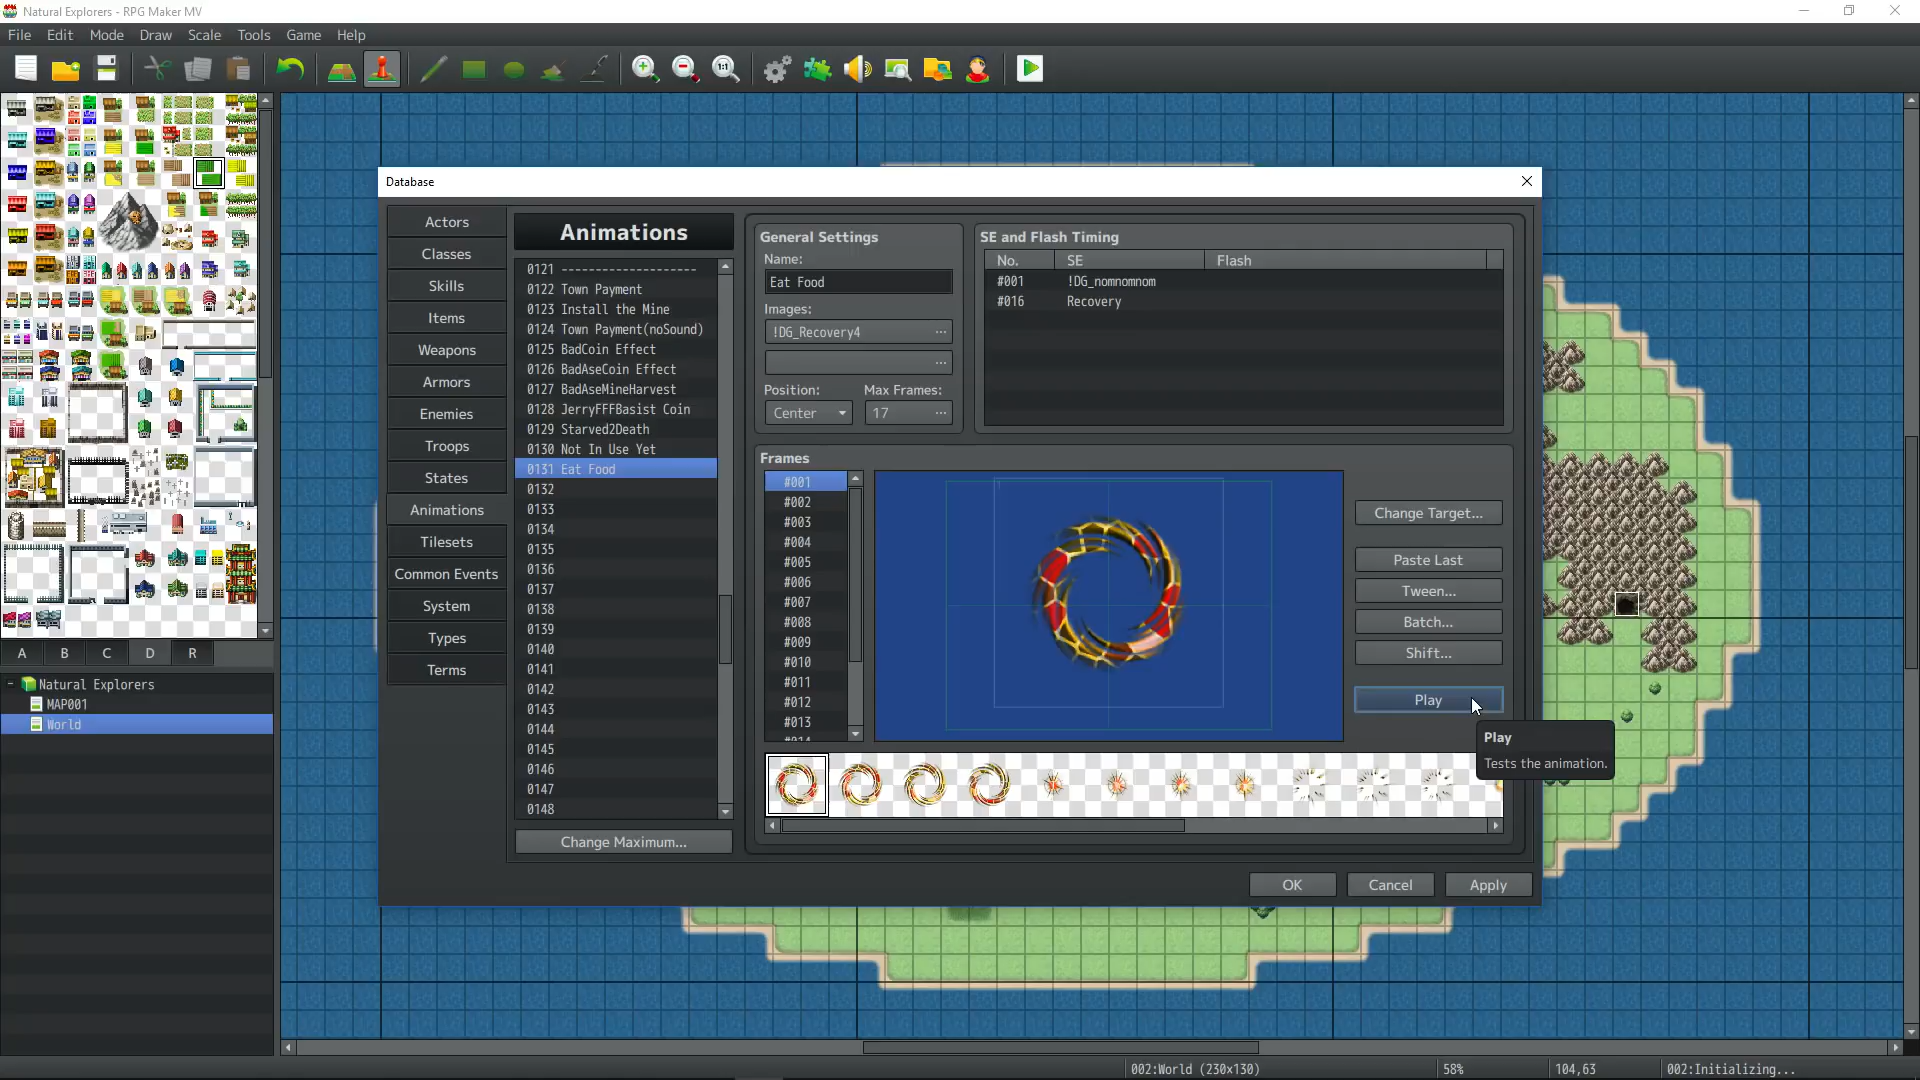 Natural Explorers - RPG Maker MV
File Edit Mode Draw Scale Tools Game Help
1:1
Database
Actors
Classes
Skills
Items
Weapons
Armors
Enemies
Troops
States
Animations
Tilesets
Common Events
System
Types
Terms
Animations
0121 --------------------
0122 Town Payment
0123 Install the Mine
0124 Town Payment(noSound)
0125 BadCoin Effect
0126 BadAseCoin Effect
0127 BadAseMineHarvest
0128 JerryFFFBasist Coin
0129 Starved2Death
0130 Not In Use Yet
0131 Eat Food
0132
0133
0134
0135
0136
0137
0138
0139
0140
0141
0142
0143
0144
0145
0146
0147
0148
Change Maximum...
General Settings
Name:
Eat Food
Images:
!DG_Recovery4 ...
...
Position: Max Frames:
Center 17 ...
SE and Flash Timing
No. SE Flash
#001 !DG_nomnomnom
#016 Recovery
Frames
#001
#002
#003
#004
#005
#006
#007
#008
#009
#010
#011
#012
#013
#014
Change Target...
Paste Last
Tween...
Batch...
Shift...
Play
Play
Tests the animation.
OK Cancel Apply
A B C D R
Natural Explorers
MAP001
World
002:World (230x130) 58% 104,63 002:Initializing...